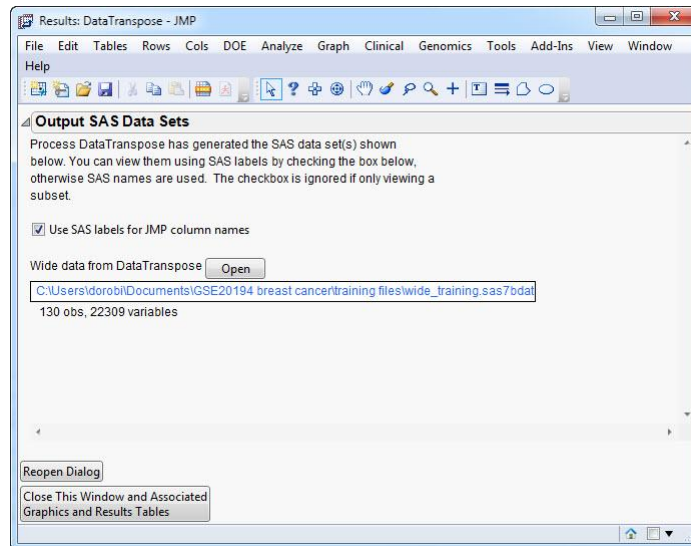 Results: DataTranspose - JMP
File Edit Tables Rows Cols DOE Analyze Graph Clinical Genomics Tools Add-Ins View Window
Help
Output SAS Data Sets
Process DataTranspose has generated the SAS data set(s) shown
below. You can view them using SAS labels by checking the box below,
otherwise SAS names are used. The checkbox is ignored if only viewing a
subset.
Use SAS labels for JMP column names
Wide data from DataTranspose Open
C:\Users\dorobi\Documents\GSE20194 breast cancer\training files\wide_training.sas7bdat
130 obs, 22309 variables
Reopen Dialog
Close This Window and Associated
Graphics and Results Tables